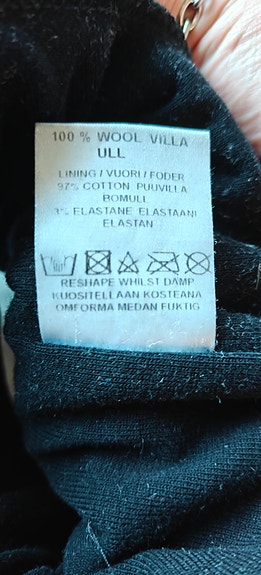 100 % WOOL VILLA
ULL
LINING / VUORI / FODER
97% COTTON PUUVILLA
BOMULL
3% ELASTANE ELASTAANI
ELASTAN
RESHAPE WHILST DAMP
MUOTOILLAAN KOSTEANA
OMFORMA MEDAN FUKTIG